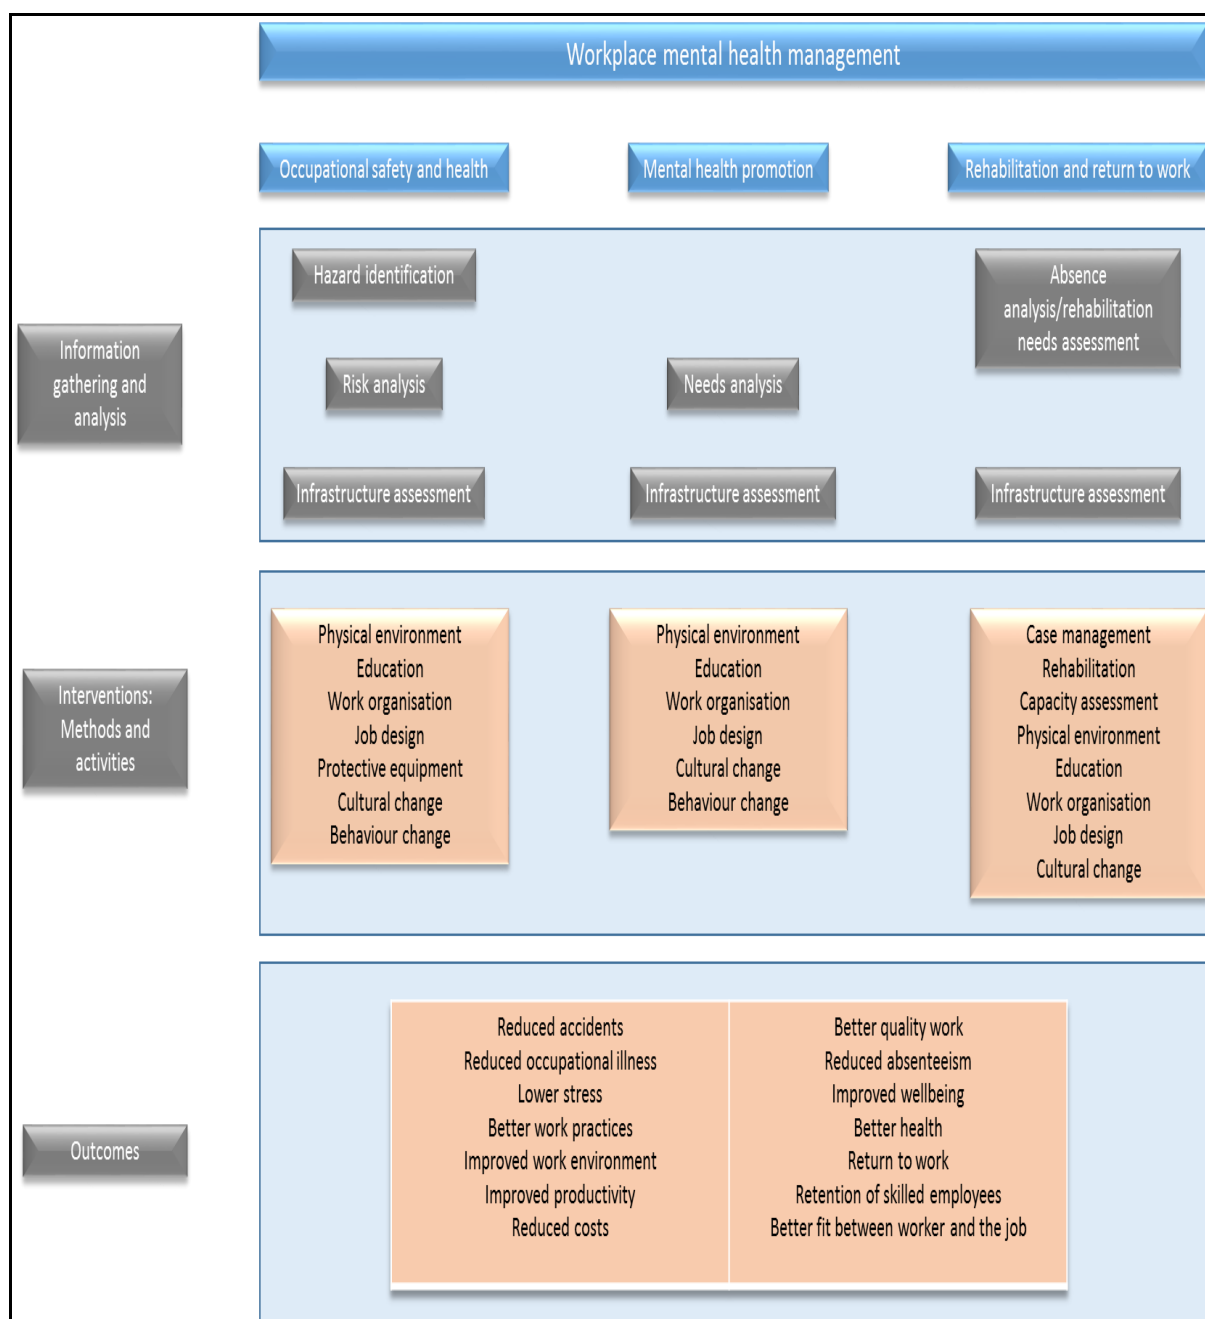 Workplace mental health management
Occupational safety and health
Mental health promotion
Rehabilitation and return to work
Information
gathering and
analysis
Hazard identification
Risk analysis
Infrastructure assessment
Needs analysis
Infrastructure assessment
Absence
analysis/rehabilitation
needs assessment
Infrastructure assessment
Interventions:
Methods and
activities
Physical environment
Education
Work organisation
Job design
Protective equipment
Cultural change
Behaviour change
Physical environment
Education
Work organisation
Job design
Cultural change
Behaviour change
Case management
Rehabilitation
Capacity assessment
Physical environment
Education
Work organisation
Job design
Cultural change
Outcomes
Reduced accidents
Reduced occupational illness
Lower stress
Better work practices
Improved work environment
Improved productivity
Reduced costs
Better quality work
Reduced absenteeism
Improved wellbeing
Better health
Return to work
Retention of skilled employees
Better fit between worker and the job